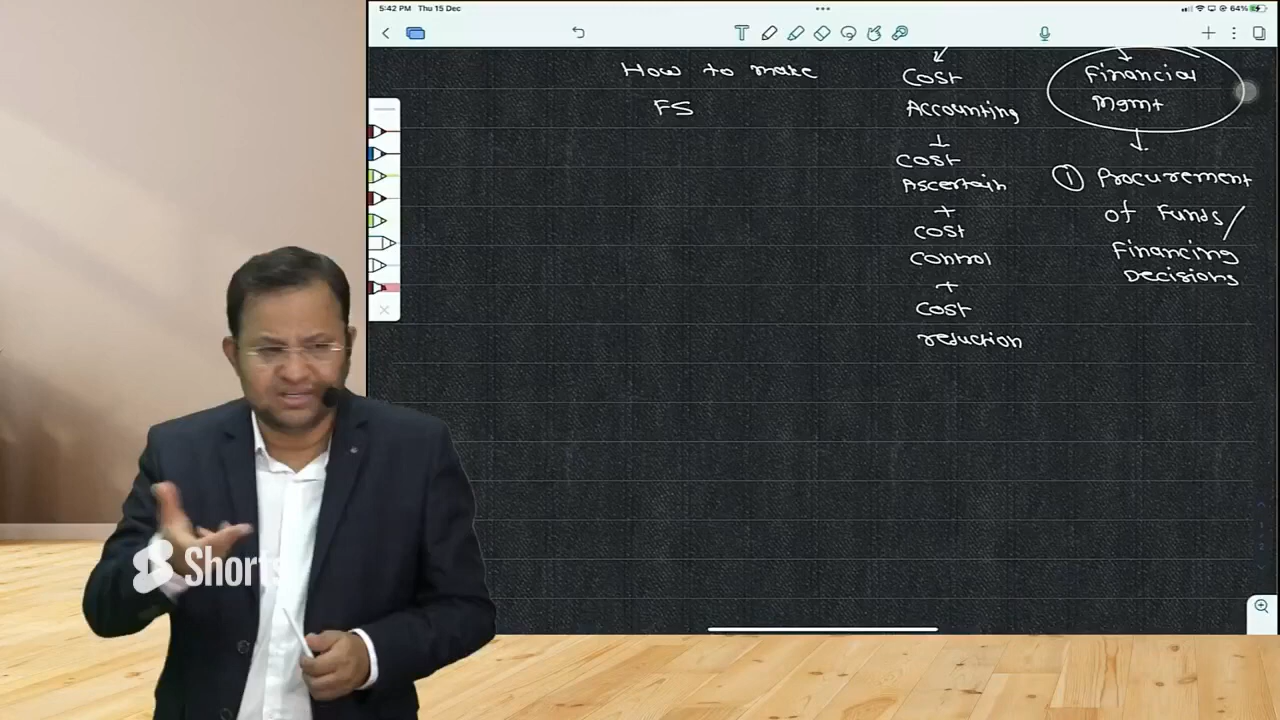 5:42 PM Thu 15 Dec
64%
T
How to make
FS
Cost
Accounting
Cost
Ascertain
+
Cost
Control
+
Cost
reduction
Financial
Mgmt
① Procurement
of Funds/
Financing
Decisions
Shorts